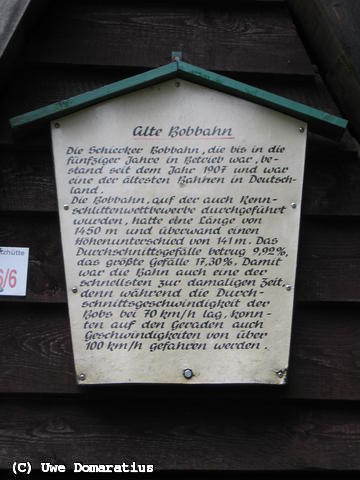 Alte Bobbahn
Die Schierker Bobbahn, die bis in die
fünfziger Jahre in Betrieb war, be-
stand seit dem Jahr 1907 und war
eine der ältesten Bahnen in Deutsch-
land.
Die Bobbahn, auf der auch Renn-
schlittenwettbewerbe durchgeführt
wurden, hatte eine Länge von
1450 m und überwand einen
Höhenunterschied von 141 m. Das
Durchschnittsgefälle betrug 9,92%,
das größte Gefälle 17,30%. Damit
war die Bahn auch eine der
schnellsten zur damaligen Zeit,
denn während die Durch-
schnittsgeschwindigkeit der
Bobs bei 70 km/h lag, konn-
ten auf den Geraden auch
Geschwindigkeiten von über
100 km/h gefahren werden.
6/6
(C) Uwe Domaratius